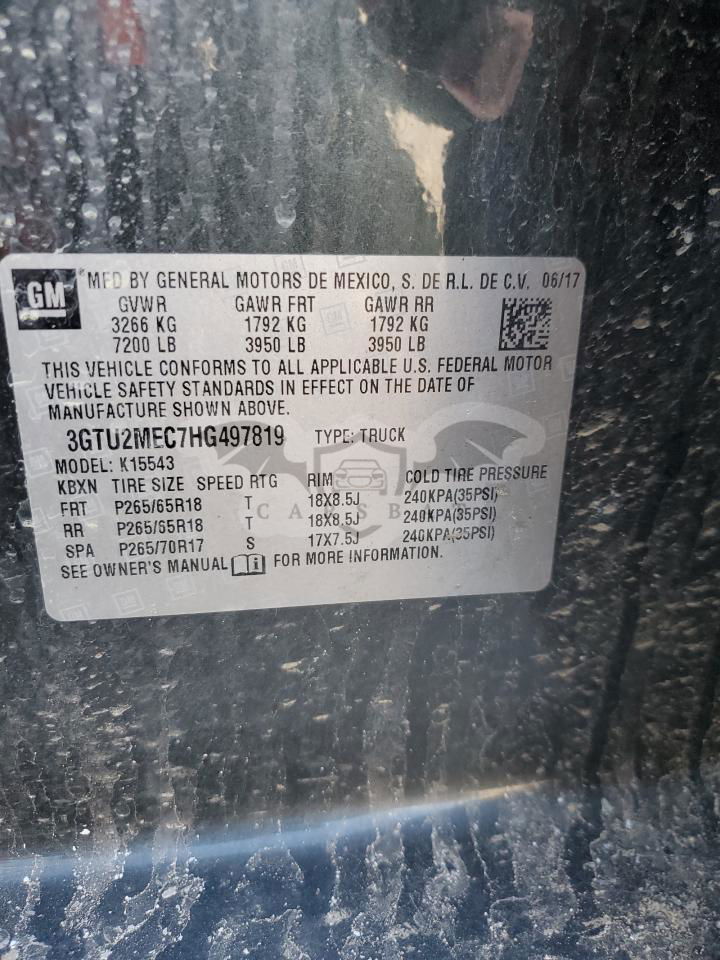 GM
MFD BY GENERAL MOTORS DE MEXICO, S. DE R.L. DE C.V. 06/17
GVWR GAWR FRT GAWR RR
3266 KG 1792 KG 1792 KG
7200 LB 3950 LB 3950 LB
THIS VEHICLE CONFORMS TO ALL APPLICABLE U.S. FEDERAL MOTOR
VEHICLE SAFETY STANDARDS IN EFFECT ON THE DATE OF
MANUFACTURE SHOWN ABOVE.
3GTU2MEC7HG497819 TYPE: TRUCK
MODEL: K15543
KBXN TIRE SIZE SPEED RTG RIM COLD TIRE PRESSURE
FRT P265/65R18 T 18X8.5J 240KPA(35PSI)
RR P265/65R18 T 18X8.5J 240KPA(35PSI)
SPA P265/70R17 S 17X7.5J 240KPA(35PSI)
SEE OWNER'S MANUAL FOR MORE INFORMATION.